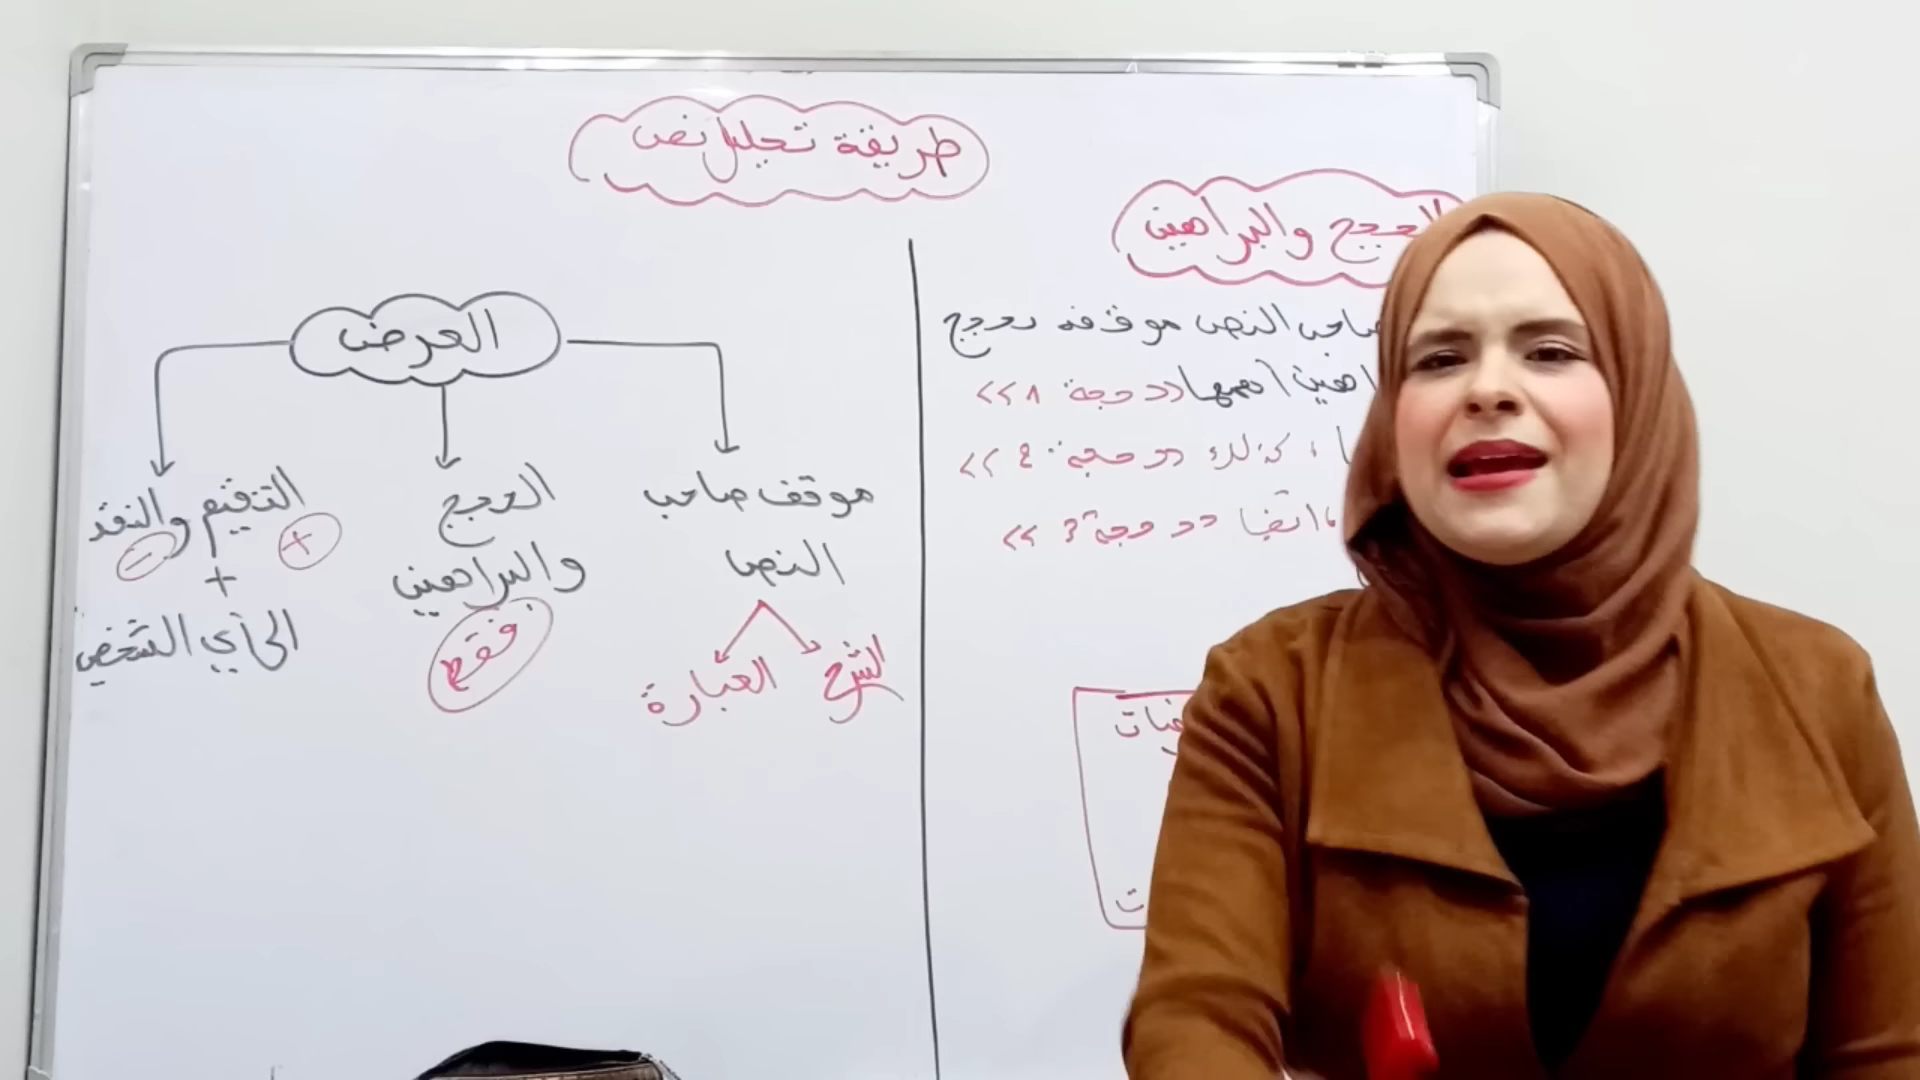 طريقة تحليل نص
الحجج والبراهين
صاحب النص موقفه بحجج
أهمها << حجة 1 >>
، كذلك << حجة 2 >>
أيضا << حجة 3 >>
العرض
موقف صاحب
النص
الشرح
العبارة
الحجج
والبراهين
فقط
التقييم والنقد
+ -
+
الرأي الشخصي